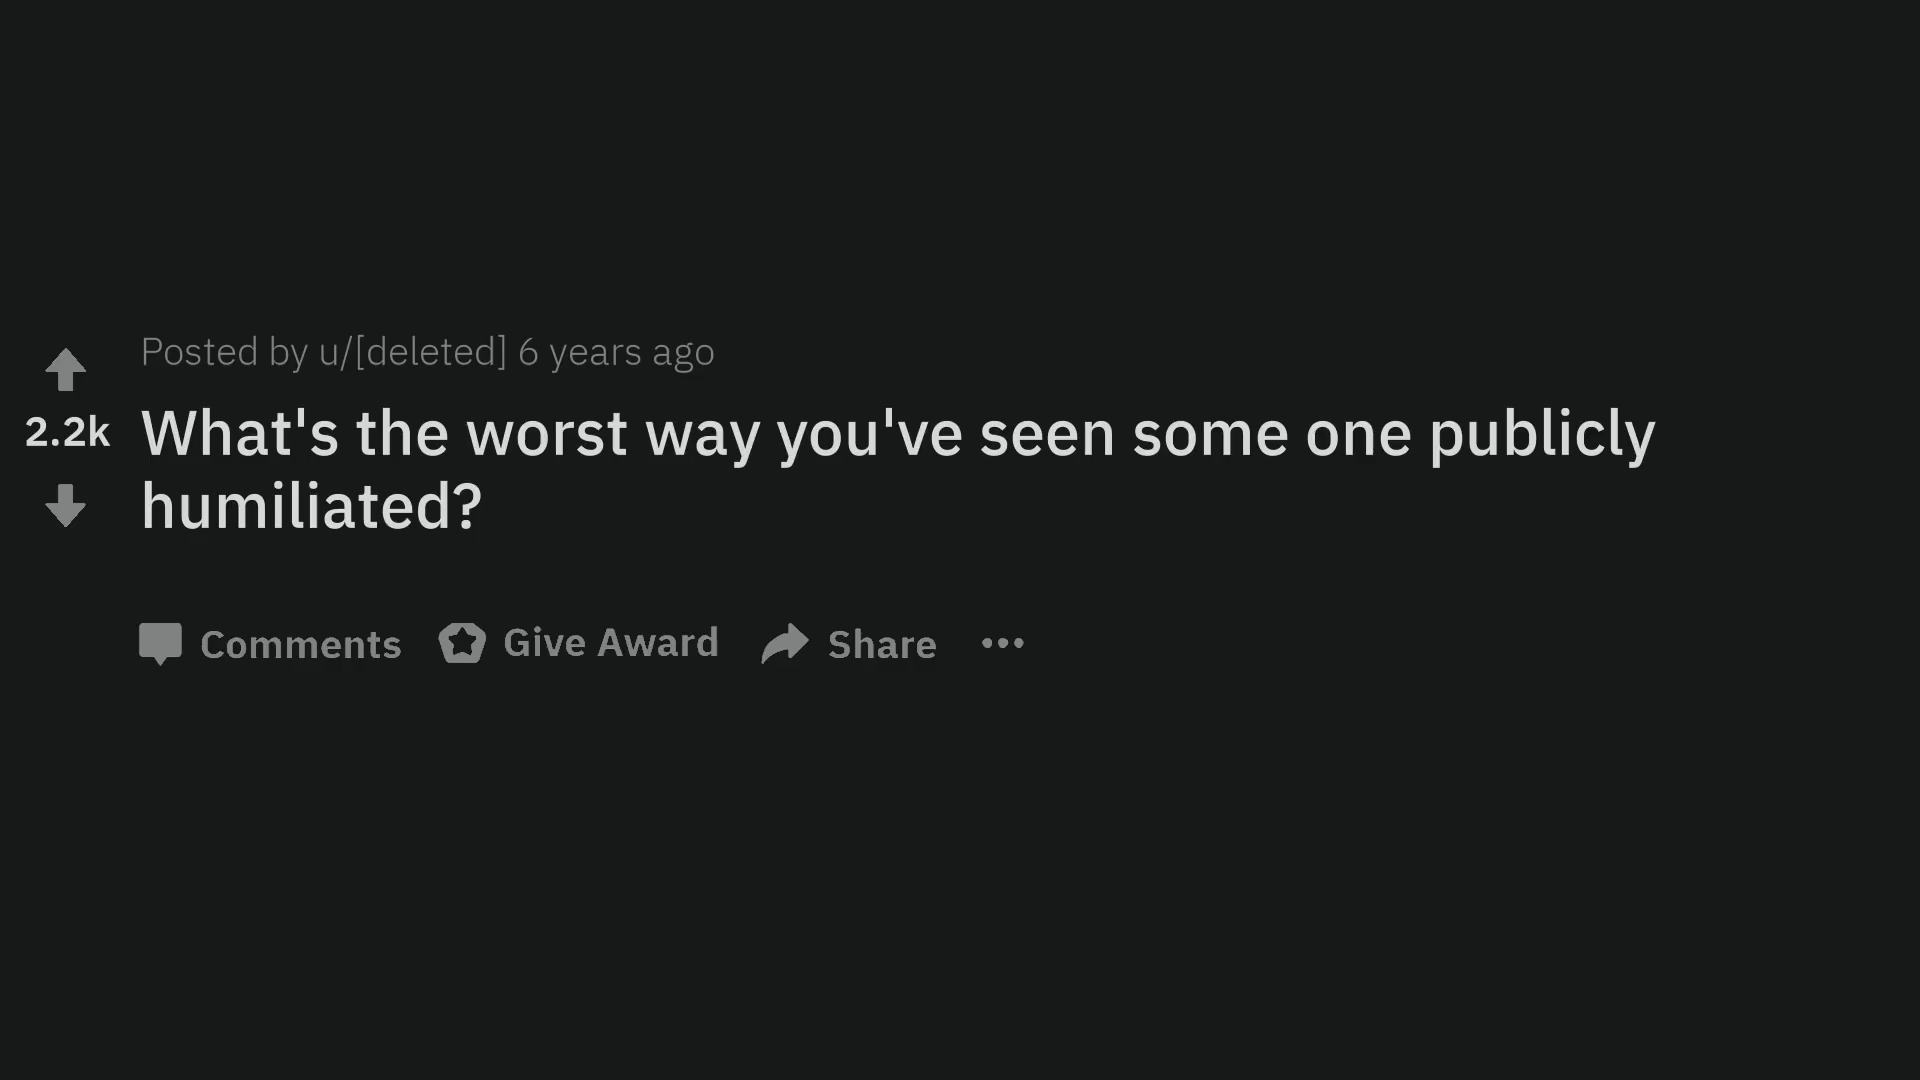 Posted by u/[deleted] 6 years ago
2.2k
What's the worst way you've seen some one publicly
humiliated?
Comments Give Award Share